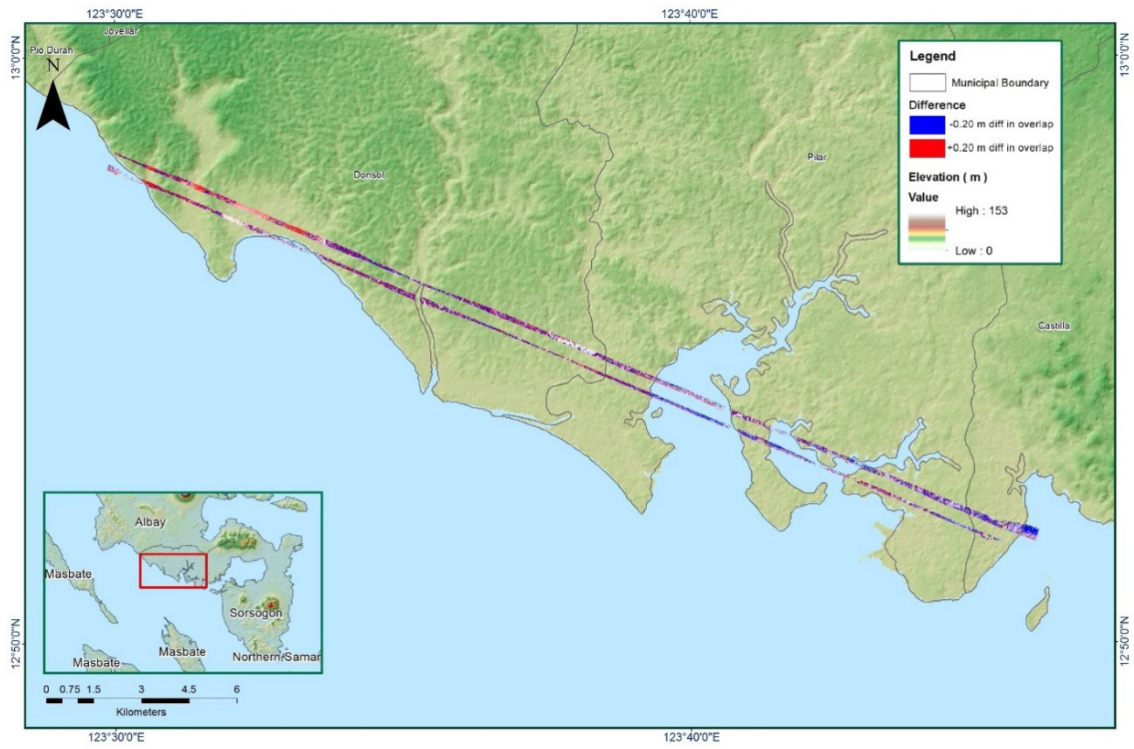 123°30'0"E
123°40'0"E
Jovellar
Pio Duran
13°0'0"N
13°0'0"N
N
Legend
Municipal Boundary
Difference
-0.20 m diff in overlap
+0.20 m diff in overlap
Elevation ( m )
Value
High : 153
Low : 0
Pilar
Donsol
Castilla
Albay
Masbate
Sorsogon
Masbate
Masbate
Northern Samar
12°50'0"N
12°50'0"N
0 0.75 1.5 3 4.5 6
Kilometers
123°30'0"E
123°40'0"E